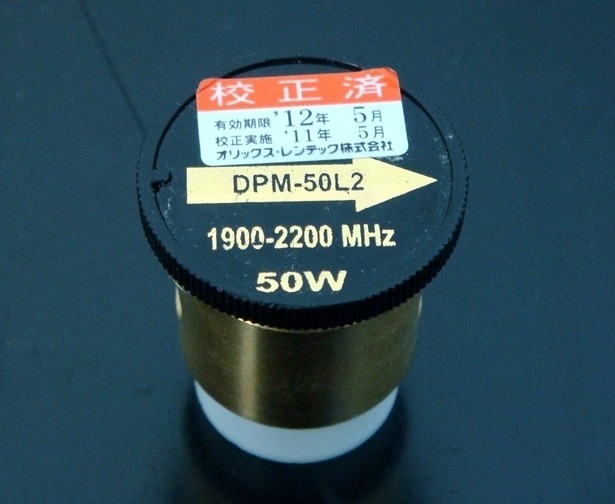 校正済
有効期限 '12年 5月
校正実施 '11年 5月
オリックス・レンテック株式会社
DPM-50L2
1900-2200 MHz
50W